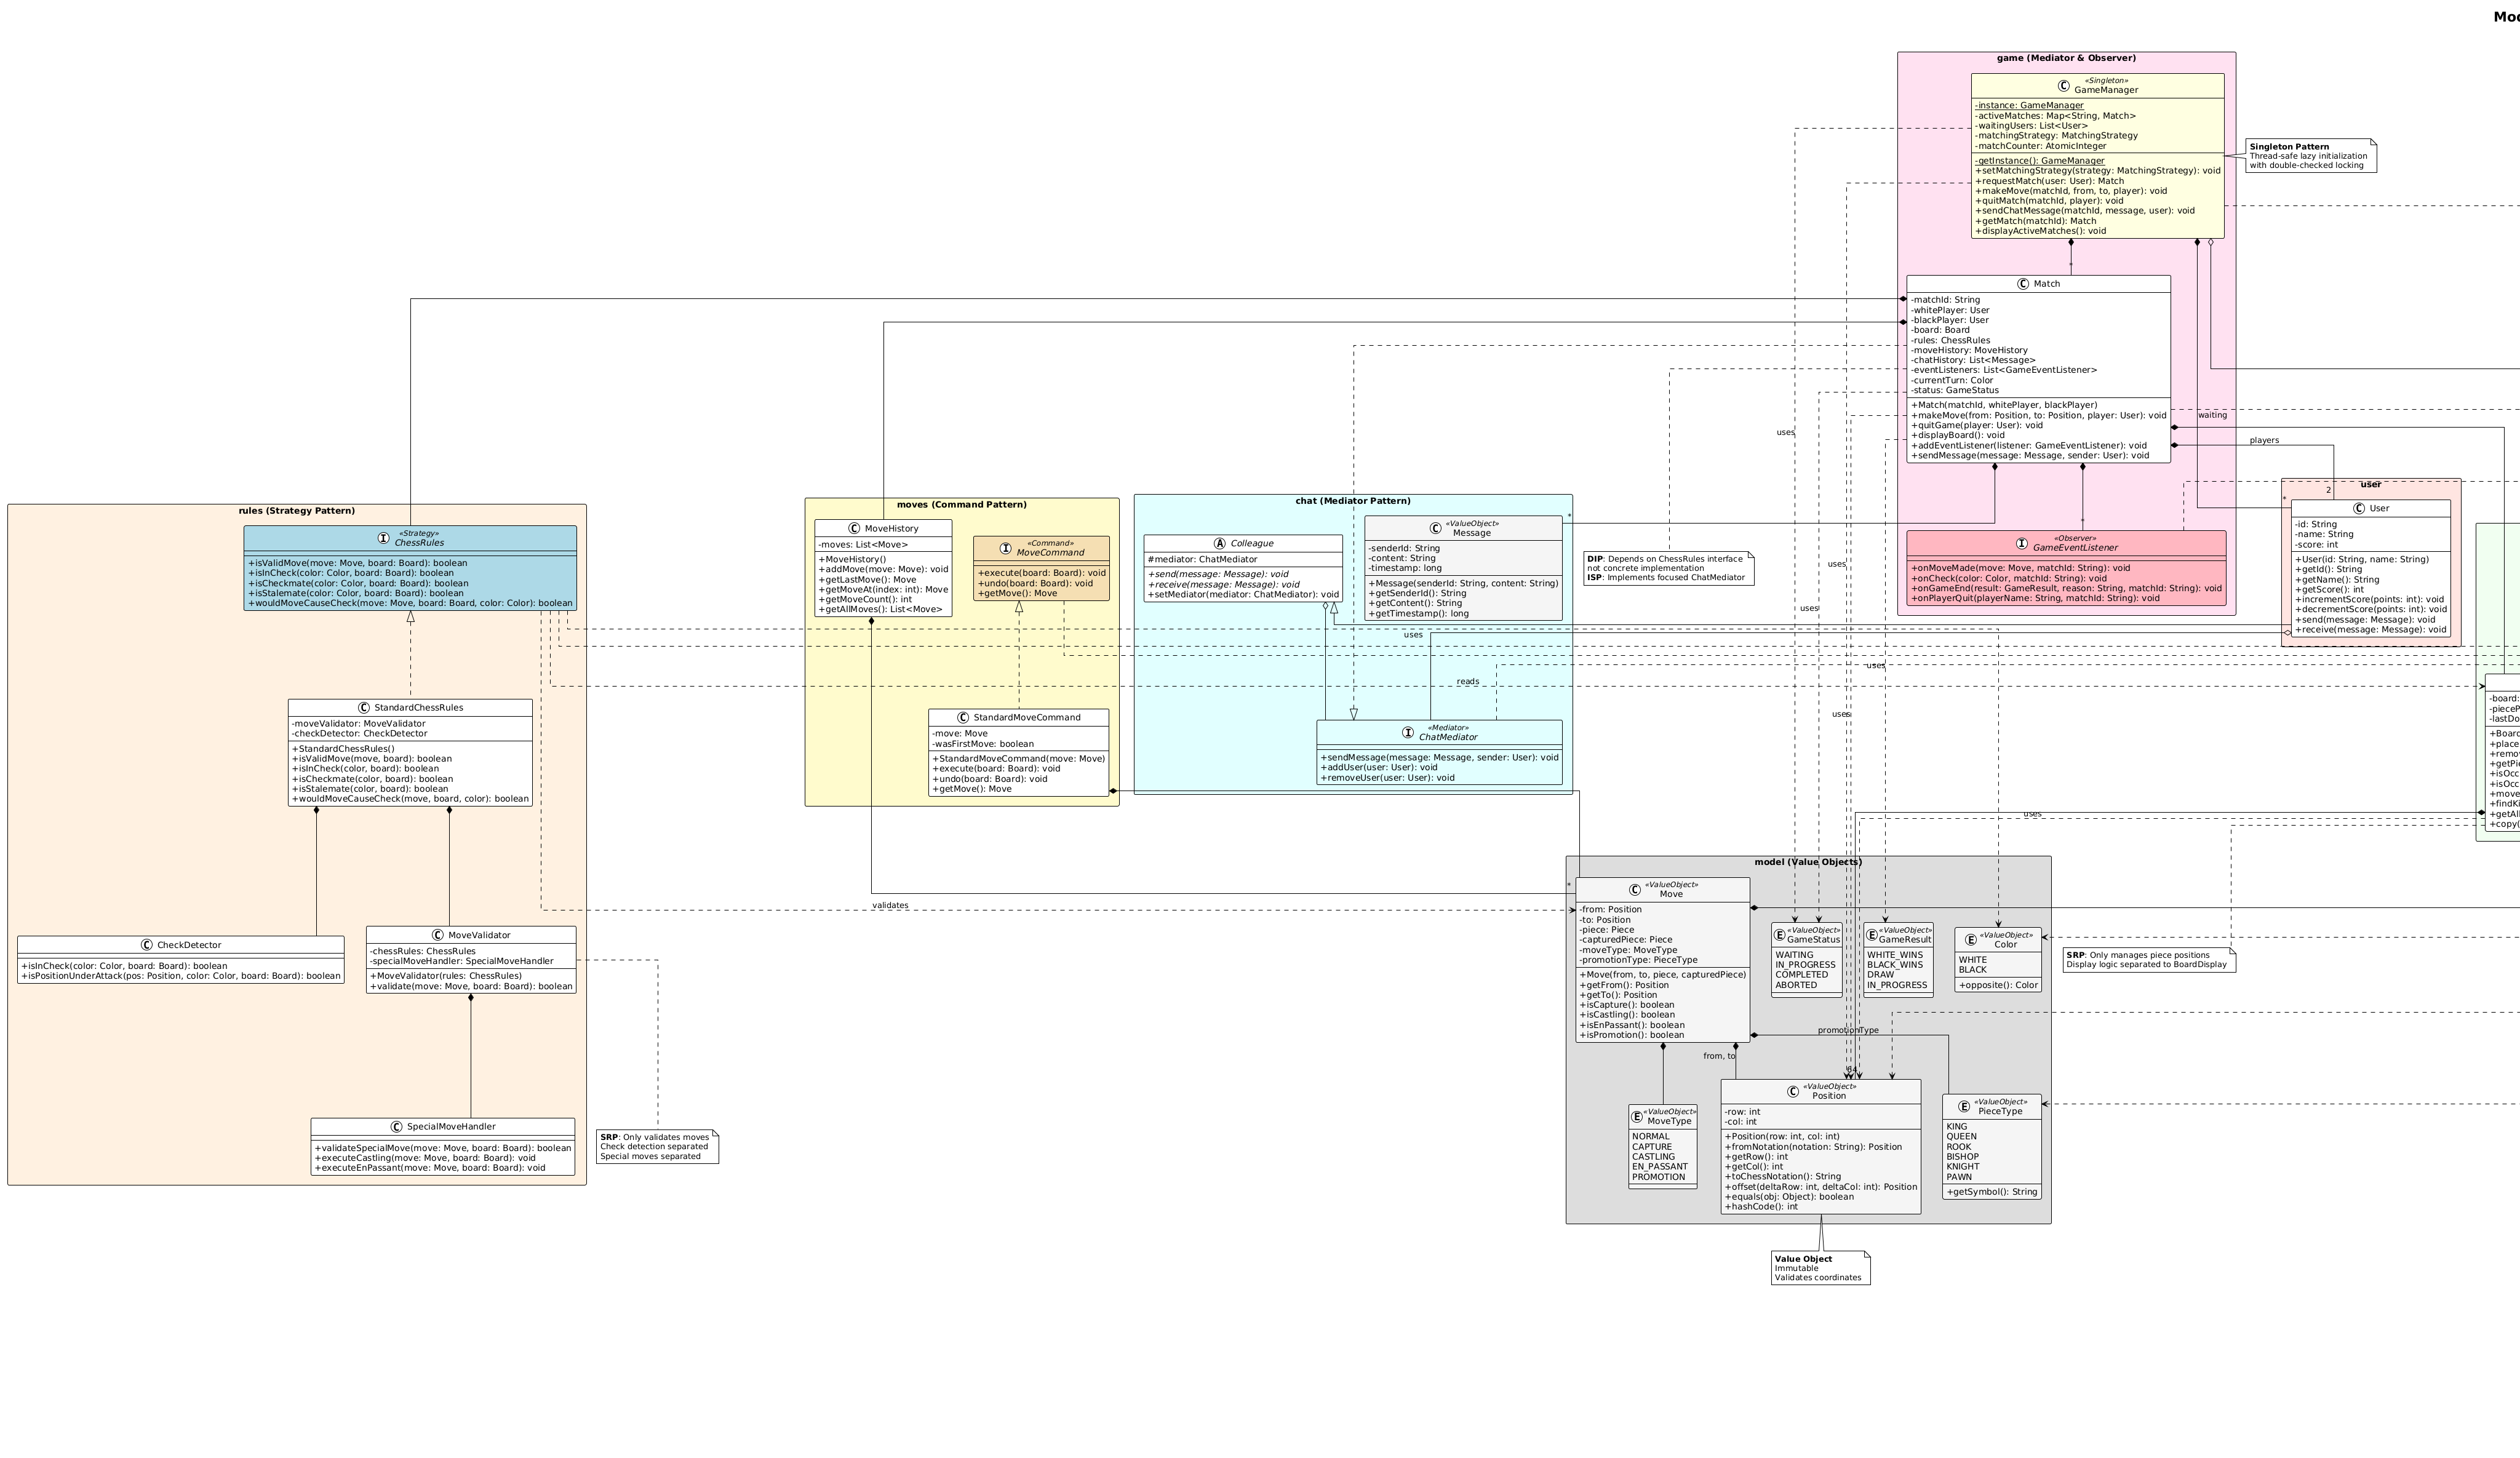 Mod
game (Mediator & Observer)
«Singleton»
GameManager
-instance: GameManager
-activeMatches: Map<String, Match>
-waitingUsers: List<User>
-matchingStrategy: MatchingStrategy
-matchCounter: AtomicInteger
-getInstance(): GameManager
+setMatchingStrategy(strategy: MatchingStrategy): void
+requestMatch(user: User): Match
+makeMove(matchId, from, to, player): void
+quitMatch(matchId, player): void
+sendChatMessage(matchId, message, user): void
+getMatch(matchId): Match
+displayActiveMatches(): void
Singleton Pattern
Thread-safe lazy initialization
with double-checked locking
*
Match
-matchId: String
-whitePlayer: User
-blackPlayer: User
-board: Board
-rules: ChessRules
-moveHistory: MoveHistory
-chatHistory: List<Message>
-eventListeners: List<GameEventListener>
-currentTurn: Color
-status: GameStatus
+Match(matchId, whitePlayer, blackPlayer)
+makeMove(from: Position, to: Position, player: User): void
+quitGame(player: User): void
+displayBoard(): void
+addEventListener(listener: GameEventListener): void
+sendMessage(message: Message, sender: User): void
waiting
players
uses
*
«Observer»
GameEventListener
+onMoveMade(move: Move, matchId: String): void
+onCheck(color: Color, matchId: String): void
+onGameEnd(result: GameResult, reason: String, matchId: String): void
+onPlayerQuit(playerName: String, matchId: String): void
user
2
*
User
-id: String
-name: String
-score: int
+User(id: String, name: String)
+getId(): String
+getName(): String
+getScore(): int
+incrementScore(points: int): void
+decrementScore(points: int): void
+send(message: Message): void
+receive(message: Message): void
rules (Strategy Pattern)
«Strategy»
ChessRules
+isValidMove(move: Move, board: Board): boolean
+isInCheck(color: Color, board: Board): boolean
+isCheckmate(color: Color, board: Board): boolean
+isStalemate(color: Color, board: Board): boolean
+wouldMoveCauseCheck(move: Move, board: Board, color: Color): boolean
StandardChessRules
-moveValidator: MoveValidator
-checkDetector: CheckDetector
+StandardChessRules()
+isValidMove(move, board): boolean
+isInCheck(color, board): boolean
+isCheckmate(color, board): boolean
+isStalemate(color, board): boolean
+wouldMoveCauseCheck(move, board, color): boolean
CheckDetector
+isInCheck(color: Color, board: Board): boolean
+isPositionUnderAttack(pos: Position, color: Color, board: Board): boolean
MoveValidator
-chessRules: ChessRules
-specialMoveHandler: SpecialMoveHandler
+MoveValidator(rules: ChessRules)
+validate(move: Move, board: Board): boolean
SpecialMoveHandler
+validateSpecialMove(move: Move, board: Board): boolean
+executeCastling(move: Move, board: Board): void
+executeEnPassant(move: Move, board: Board): void
SRP: Only validates moves
Check detection separated
Special moves separated
moves (Command Pattern)
MoveHistory
-moves: List<Move>
+MoveHistory()
+addMove(move: Move): void
+getLastMove(): Move
+getMoveAt(index: int): Move
+getMoveCount(): int
+getAllMoves(): List<Move>
«Command»
MoveCommand
+execute(board: Board): void
+undo(board: Board): void
+getMove(): Move
StandardMoveCommand
-move: Move
-wasFirstMove: boolean
+StandardMoveCommand(move: Move)
+execute(board: Board): void
+undo(board: Board): void
+getMove(): Move
validates
chat (Mediator Pattern)
Colleague
#mediator: ChatMediator
+send(message: Message): void
+receive(message: Message): void
+setMediator(mediator: ChatMediator): void
*
«ValueObject»
Message
-senderId: String
-content: String
-timestamp: long
+Message(senderId: String, content: String)
+getSenderId(): String
+getContent(): String
+getTimestamp(): long
uses
reads
«Mediator»
ChatMediator
+sendMessage(message: Message, sender: User): void
+addUser(user: User): void
+removeUser(user: User): void
DIP: Depends on ChessRules interface
not concrete implementation
ISP: Implements focused ChatMediator
uses
uses
uses
uses
uses
-board:
-pieceP
-lastDo
+Board
+place
+remov
+getPie
+isOcc
+isOcc
+move
+findKi
+getAll
+copy(
model (Value Objects)
*
«ValueObject»
Move
-from: Position
-to: Position
-piece: Piece
-capturedPiece: Piece
-moveType: MoveType
-promotionType: PieceType
+Move(from, to, piece, capturedPiece)
+getFrom(): Position
+getTo(): Position
+isCapture(): boolean
+isCastling(): boolean
+isEnPassant(): boolean
+isPromotion(): boolean
«ValueObject»
GameStatus
WAITING
IN_PROGRESS
COMPLETED
ABORTED
«ValueObject»
GameResult
WHITE_WINS
BLACK_WINS
DRAW
IN_PROGRESS
«ValueObject»
Color
WHITE
BLACK
+opposite(): Color
SRP: Only manages piece positions
Display logic separated to BoardDisplay
promotionType
from, to
64
«ValueObject»
MoveType
NORMAL
CAPTURE
CASTLING
EN_PASSANT
PROMOTION
«ValueObject»
Position
-row: int
-col: int
+Position(row: int, col: int)
+fromNotation(notation: String): Position
+getRow(): int
+getCol(): int
+toChessNotation(): String
+offset(deltaRow: int, deltaCol: int): Position
+equals(obj: Object): boolean
+hashCode(): int
«ValueObject»
PieceType
KING
QUEEN
ROOK
BISHOP
KNIGHT
PAWN
+getSymbol(): String
Value Object
Immutable
Validates coordinates